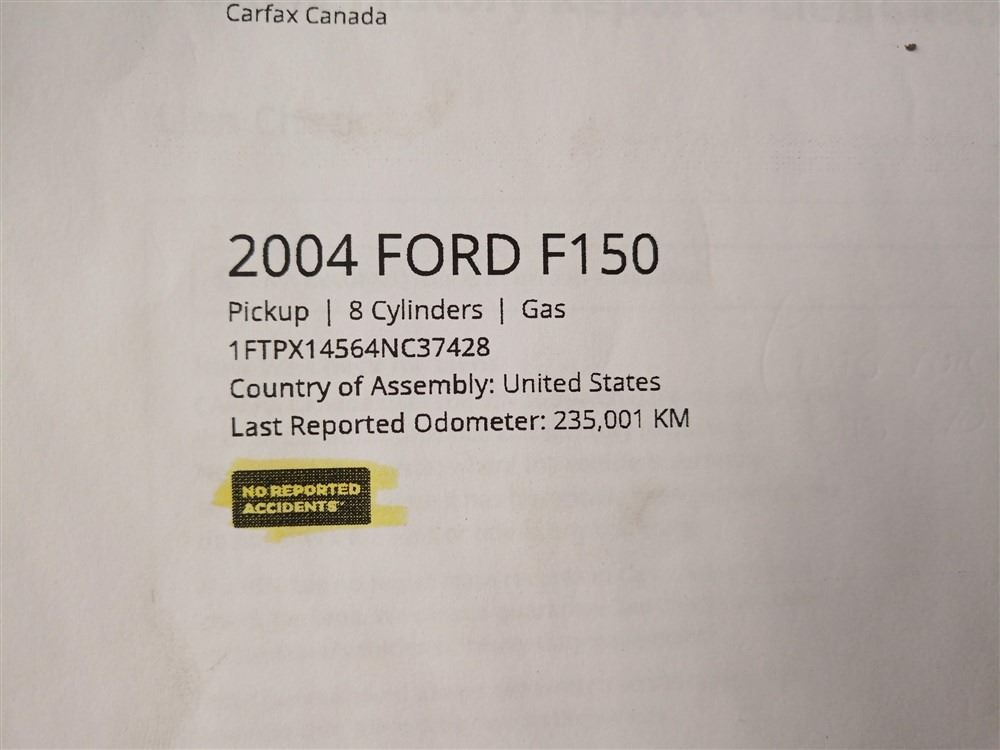 Carfax Canada
2004 FORD F150
Pickup | 8 Cylinders | Gas
1FTPX14564NC37428
Country of Assembly: United States
Last Reported Odometer: 235,001 KM
NO REPORTED
ACCIDENTS